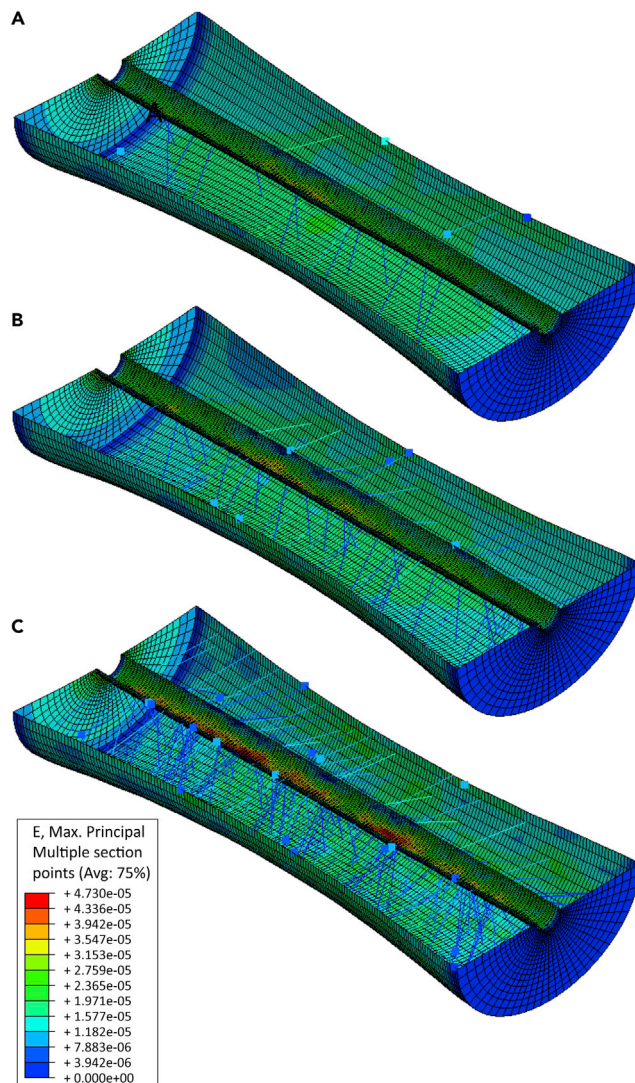 A
B
C
E, Max. Principal
Multiple section
points (Avg: 75%)
+ 4.730e-05
+ 4.336e-05
+ 3.942e-05
+ 3.547e-05
+ 3.153e-05
+ 2.759e-05
+ 2.365e-05
+ 1.971e-05
+ 1.577e-05
+ 1.182e-05
+ 7.883e-06
+ 3.942e-06
+ 0.000e+00